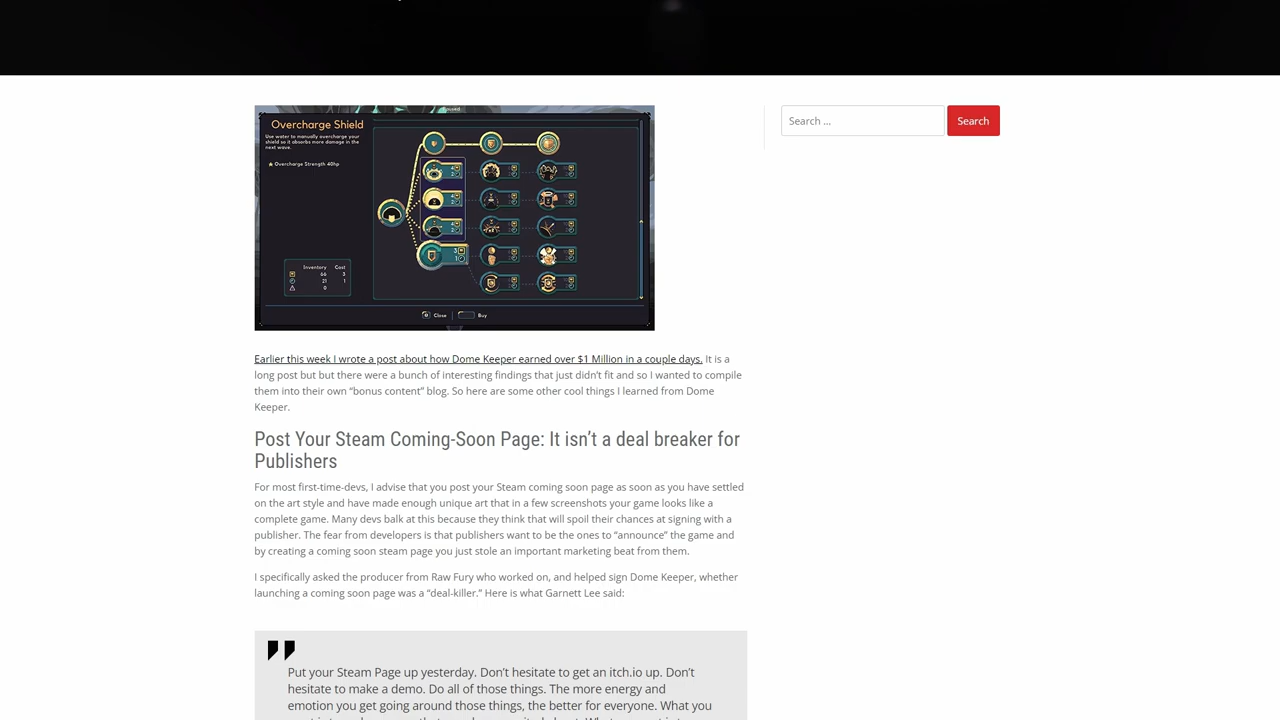 Overcharge Shield
Use water to manually overcharge your
shield so it absorbs more damage in the
next wave.
Overcharge Strength 40hp
Inventory Cost
66 3
21 1
0
Close
Buy
Search ...
Search
Earlier this week I wrote a post about how Dome Keeper earned over $1 Million in a couple days. It is a
long post but but there were a bunch of interesting findings that just didn’t fit and so I wanted to compile
them into their own “bonus content” blog. So here are some other cool things I learned from Dome
Keeper.
Post Your Steam Coming-Soon Page: It isn’t a deal breaker for
Publishers
For most first-time-devs, I advise that you post your Steam coming soon page as soon as you have settled
on the art style and have made enough unique art that in a few screenshots your game looks like a
complete game. Many devs balk at this because they think that will spoil their chances at signing with a
publisher. The fear from developers is that publishers want to be the ones to “announce” the game and
by creating a coming soon steam page you just stole an important marketing beat from them.
I specifically asked the producer from Raw Fury who worked on, and helped sign Dome Keeper, whether
launching a coming soon page was a “deal-killer.” Here is what Garnett Lee said:
Put your Steam Page up yesterday. Don’t hesitate to get an itch.io up. Don’t
hesitate to make a demo. Do all of those things. The more energy and
emotion you get going around those things, the better for everyone. What you